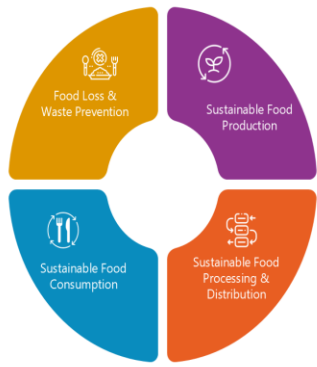 Food Loss &
Waste Prevention
Sustainable Food
Production
Sustainable Food
Consumption
Sustainable Food
Processing &
Distribution